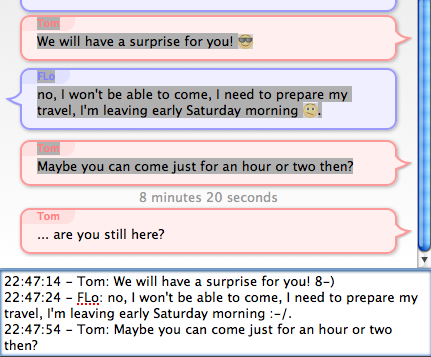 Tom
We will have a surprise for you!
FLo
no, I won't be able to come, I need to prepare my
travel, I'm leaving early Saturday morning .
Tom
Maybe you can come just for an hour or two then?
8 minutes 20 seconds
Tom
... are you still here?
22:47:14 – Tom: We will have a surprise for you! 8-)
22:47:24 – FLo: no, I won't be able to come, I need to prepare my
travel, I'm leaving early Saturday morning :-/.
22:47:54 – Tom: Maybe you can come just for an hour or two
then?